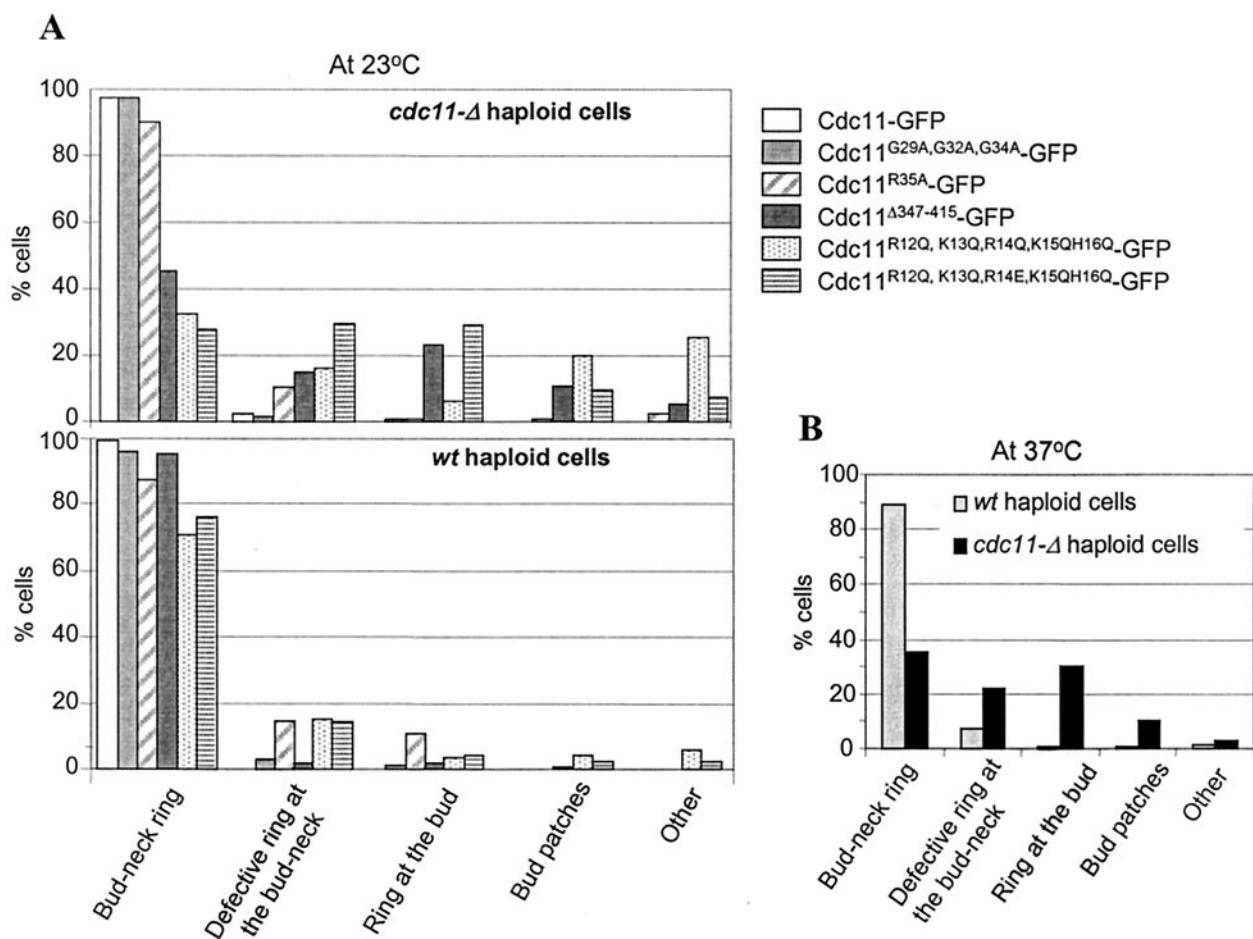 A
At 23°C
cdc11-Δ haploid cells
% cells
100
80
60
40
20
0
Cdc11-GFP
Cdc11G29A,G32A,G34A-GFP
Cdc11R35A-GFP
Cdc11Δ347-415-GFP
Cdc11R12Q, K13Q,R14Q,K15QH16Q-GFP
Cdc11R12Q, K13Q,R14E,K15QH16Q-GFP
wt haploid cells
% cells
100
80
60
40
20
0
Bud-neck ring
Defective ring at
the bud-neck
Ring at the bud
Bud patches
Other
B
At 37°C
wt haploid cells
cdc11-Δ haploid cells
% cells
100
80
60
40
20
0
Bud-neck ring
Defective ring at
the bud-neck
Ring at the bud
Bud patches
Other